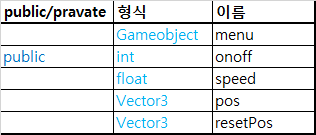 public/pravate 형식 이름
Gameobject menu
public int onoff
float speed
Vector3 pos
Vector3 resetPos